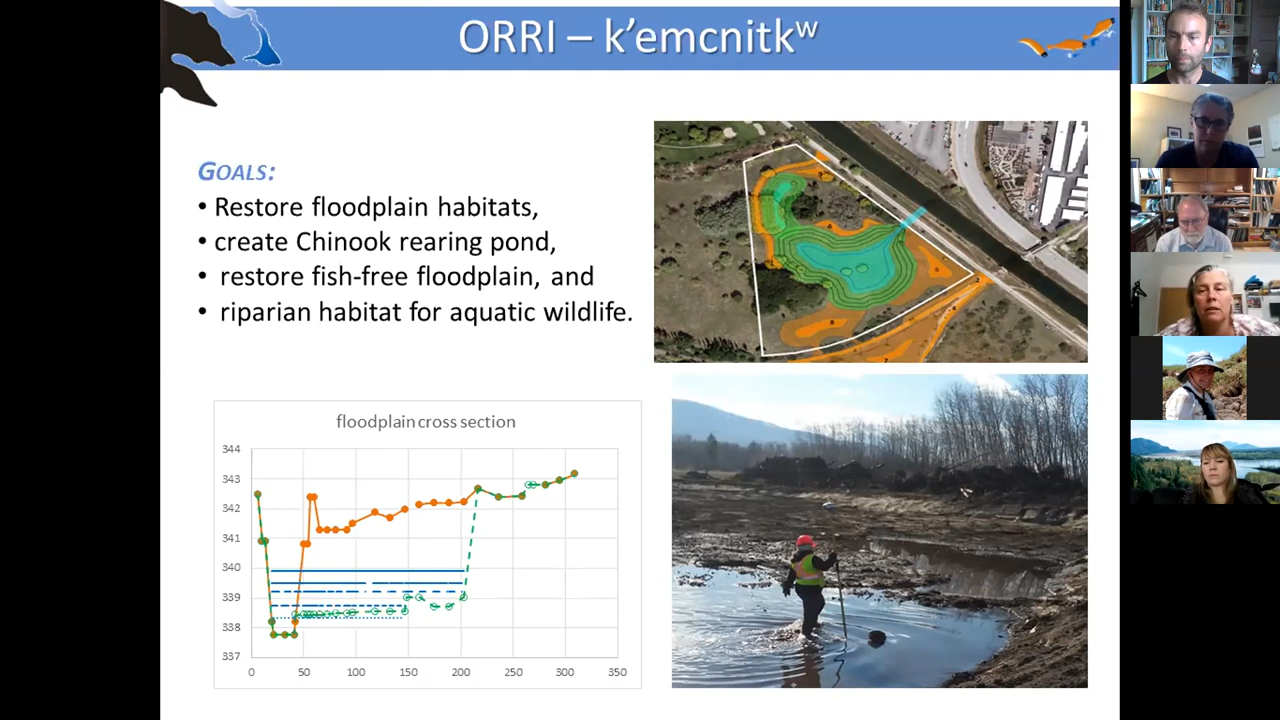 ORRI – k’emcnitkʷ
GOALS:
• Restore floodplain habitats,
• create Chinook rearing pond,
• restore fish-free floodplain, and
• riparian habitat for aquatic wildlife.
floodplain cross section
344
343
342
341
340
339
338
337
0 50 100 150 200 250 300 350